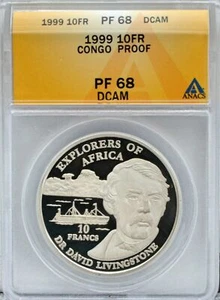 1999 10FR PF 68 DCAM
1999 10FR
CONGO PROOF
PF 68
DCAM
ANACS
EXPLORERS OF
AFRICA
10
FRANCS
DR DAVID LIVINGSTONE